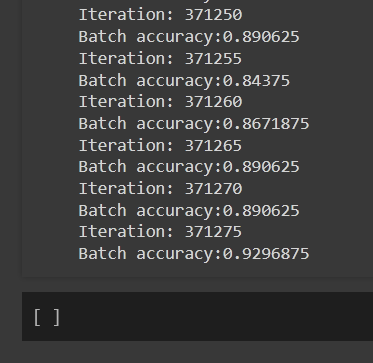 Iteration: 371250
Batch accuracy:0.890625
Iteration: 371255
Batch accuracy:0.84375
Iteration: 371260
Batch accuracy:0.8671875
Iteration: 371265
Batch accuracy:0.890625
Iteration: 371270
Batch accuracy:0.890625
Iteration: 371275
Batch accuracy:0.9296875
[ ]